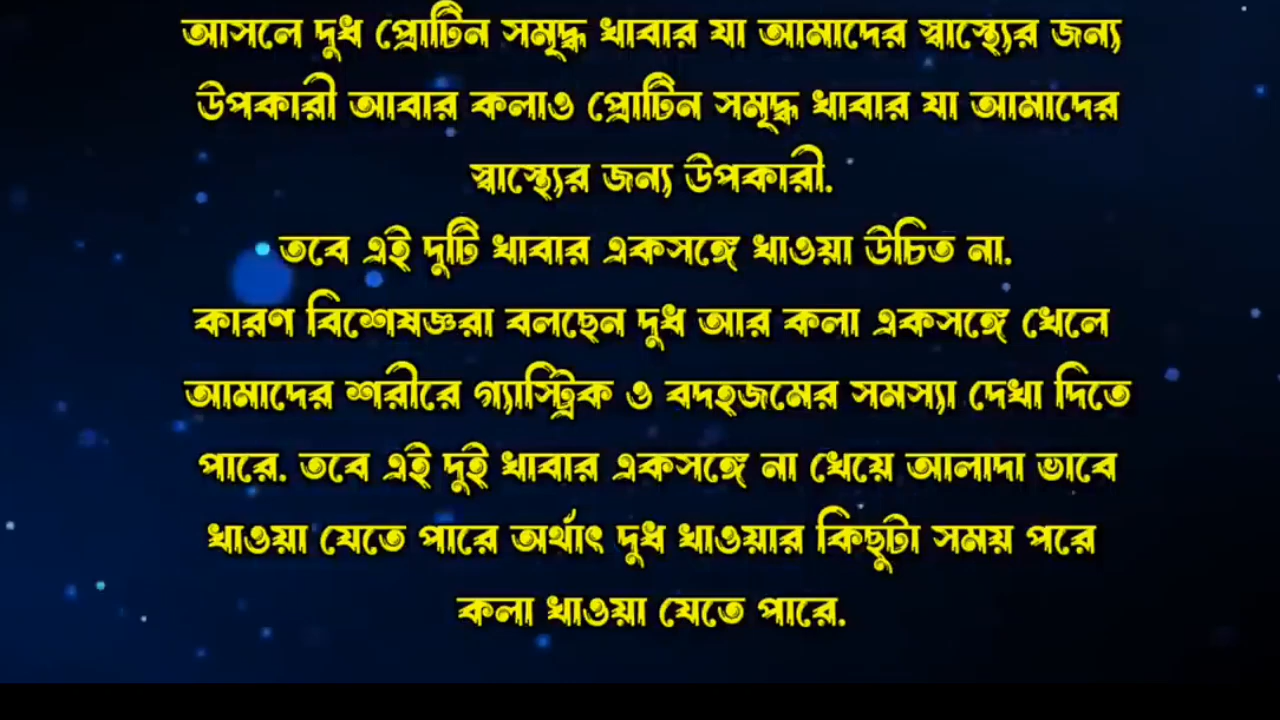 আসলে দুধ প্রোটিন সমৃদ্ধ খাবার যা আমাদের স্বাস্থ্যের জন্য
উপকারী আবার কলাও প্রোটিন সমৃদ্ধ খাবার যা আমাদের
স্বাস্থ্যের জন্য উপকারী.
তবে এই দুটি খাবার একসঙ্গে খাওয়া উচিত না.
কারণ বিশেষজ্ঞরা বলছেন দুধ আর কলা একসঙ্গে খেলে
আমাদের শরীরে গ্যাস্ট্রিক ও বদহজমের সমস্যা দেখা দিতে
পারে. তবে এই দুই খাবার একসঙ্গে না খেয়ে আলাদা ভাবে
খাওয়া যেতে পারে অর্থাৎ দুধ খাওয়ার কিছুটা সময় পরে
কলা খাওয়া যেতে পারে.